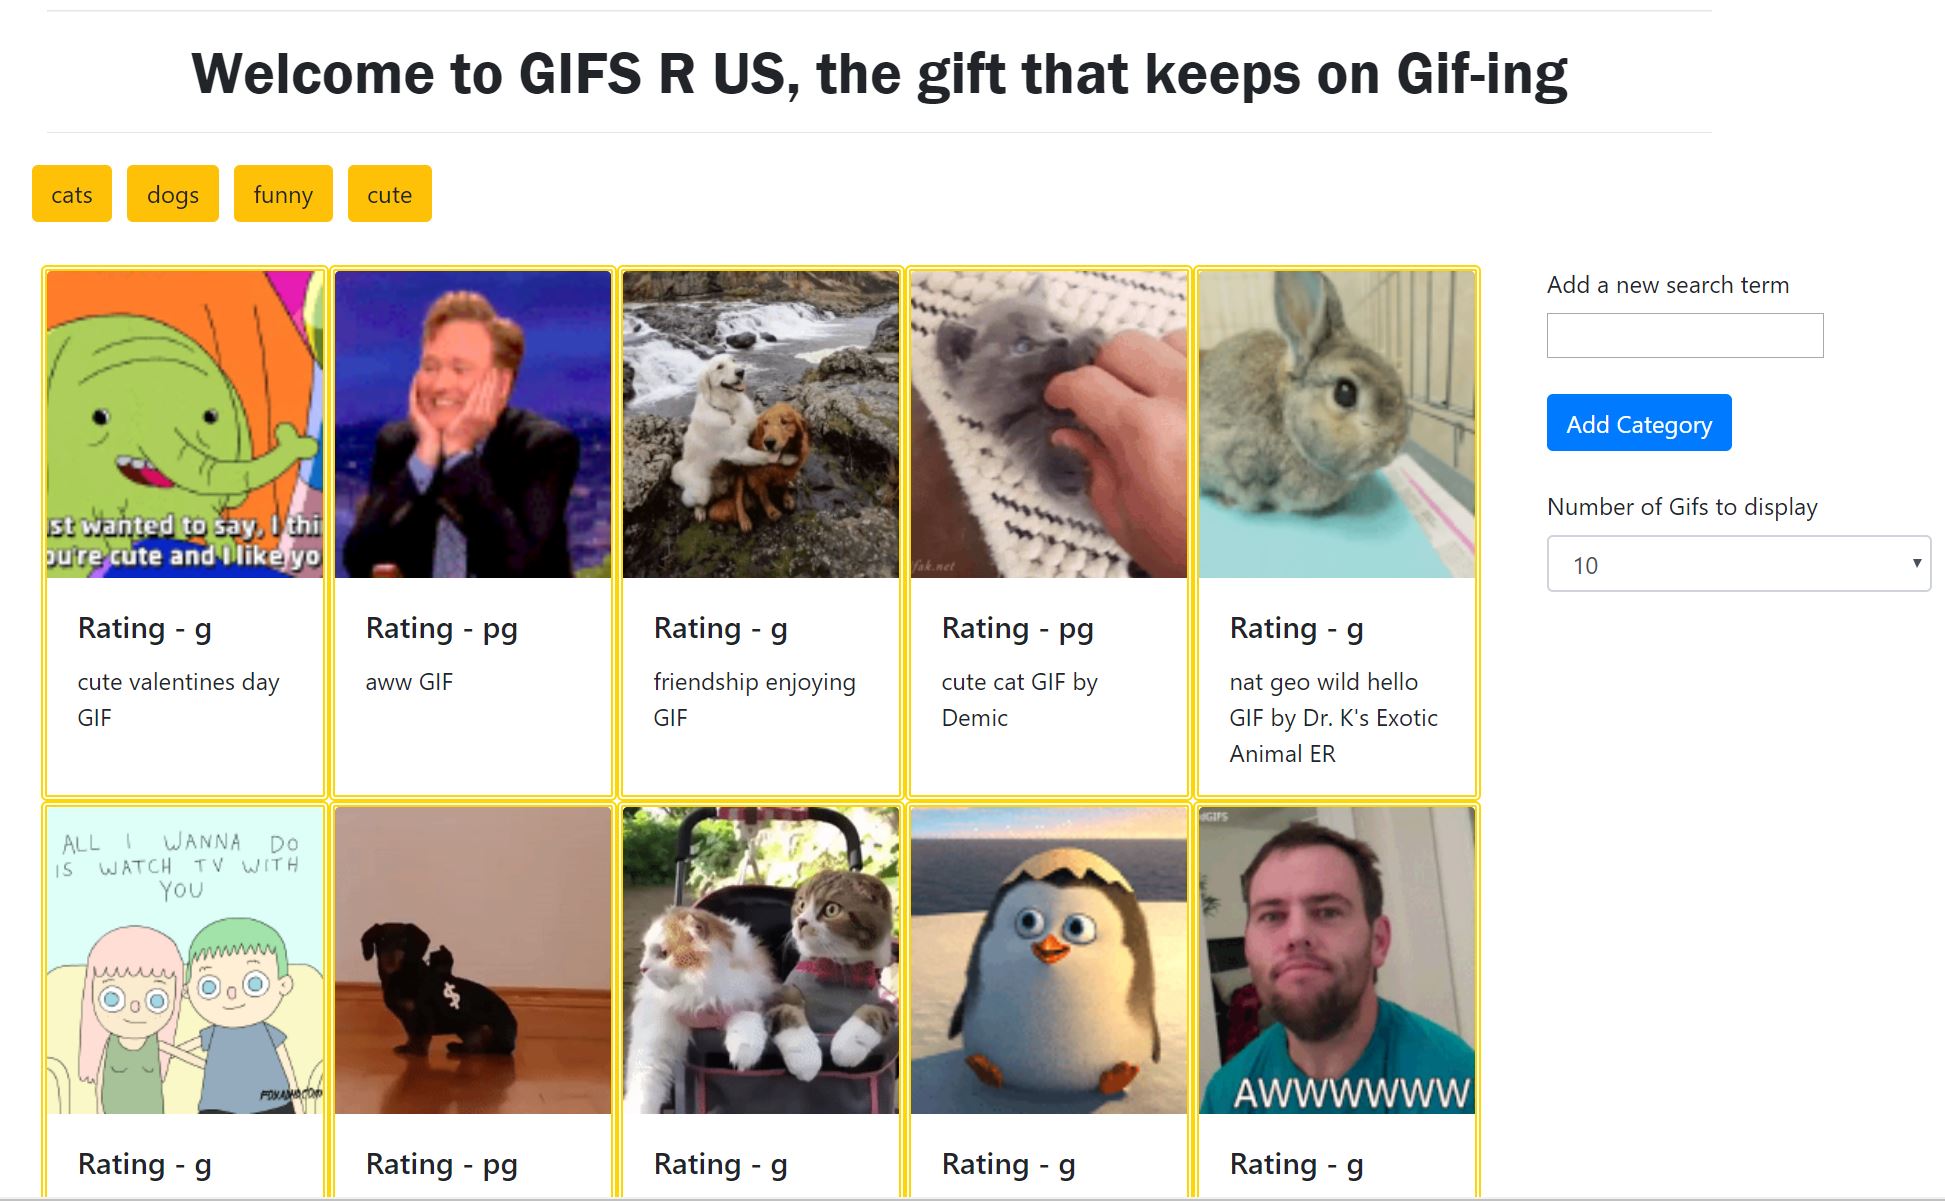 Welcome to GIFS R US, the gift that keeps on Gif-ing
cats
dogs
funny
cute
st wanted to say, I thi
ou're cute and I like yo
Rating - g
cute valentines day
GIF
Rating - pg
aww GIF
Rating - g
friendship enjoying
GIF
fak.net
Rating - pg
cute cat GIF by
Demic
Rating - g
nat geo wild hello
GIF by Dr. K's Exotic
Animal ER
Add a new search term
Add Category
Number of Gifs to display
10
ALL I WANNA DO
IS WATCH TV WITH
YOU
FOXADHD.COM
Rating - g
$
Rating - pg
Rating - g
Rating - g
dGIFS
AWWWWWW
Rating - g